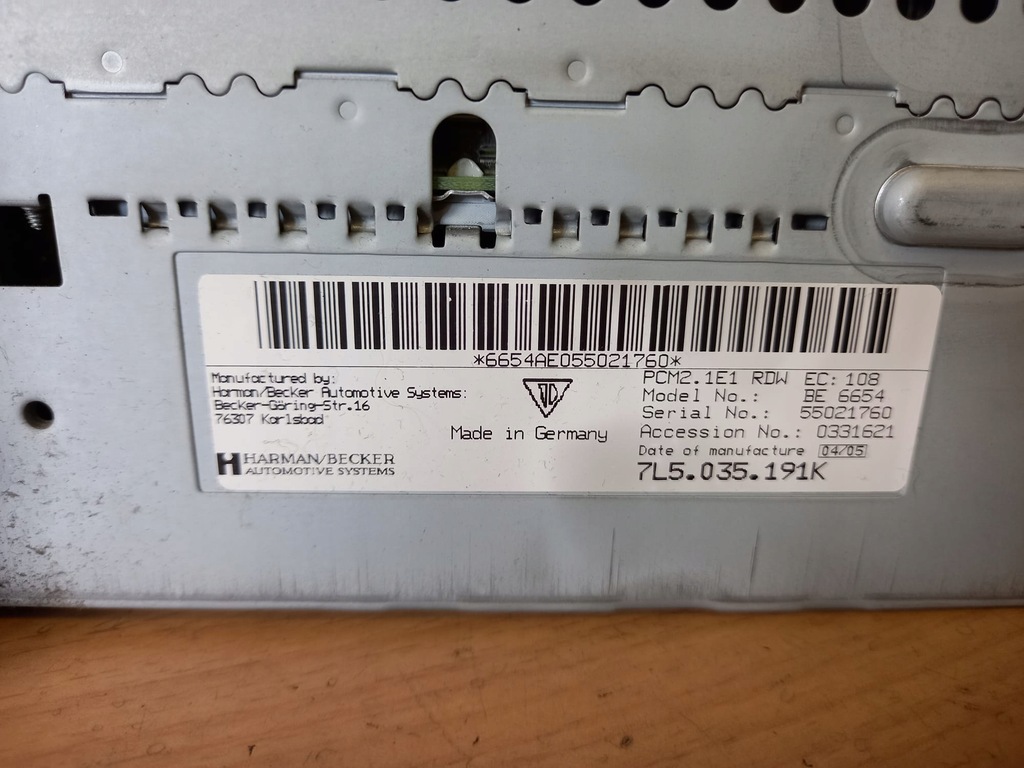 *6654AE055021760*
Manufactured by:
Harman/Becker Automotive Systems:
Becker-Göring-Str.16
76307 Karlsbad
HARMAN/BECKER
AUTOMOTIVE SYSTEMS
Made in Germany
PCM2.1E1 RDW EC: 108
Model No.: BE 6654
Serial No.: 55021760
Accession No.: 0331621
Date of manufacture 04/05
7L5.035.191K